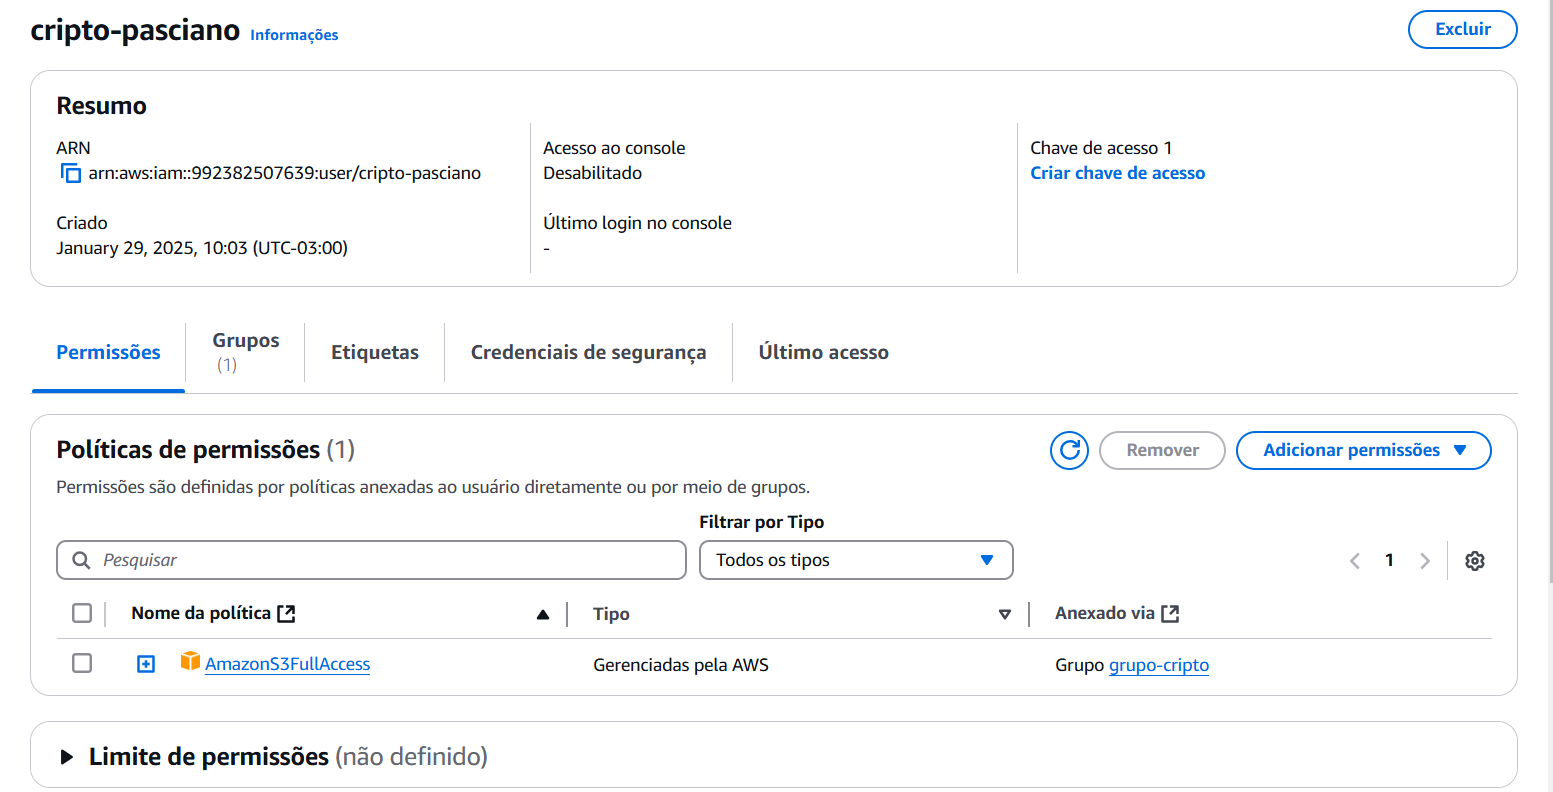 cripto-pasciano Informações
Excluir
Resumo
ARN
arn:aws:iam::992382507639:user/cripto-pasciano
Criado
January 29, 2025, 10:03 (UTC-03:00)
Acesso ao console
Desabilitado
Último login no console
-
Chave de acesso 1
Criar chave de acesso
Permissões
Grupos
(1)
Etiquetas
Credenciais de segurança
Último acesso
Políticas de permissões (1)
Remover
Adicionar permissões
Permissões são definidas por políticas anexadas ao usuário diretamente ou por meio de grupos.
Filtrar por Tipo
Pesquisar
Todos os tipos
1
Nome da política
Tipo
Anexado via
AmazonS3FullAccess
Gerenciadas pela AWS
Grupo grupo-cripto
Limite de permissões (não definido)